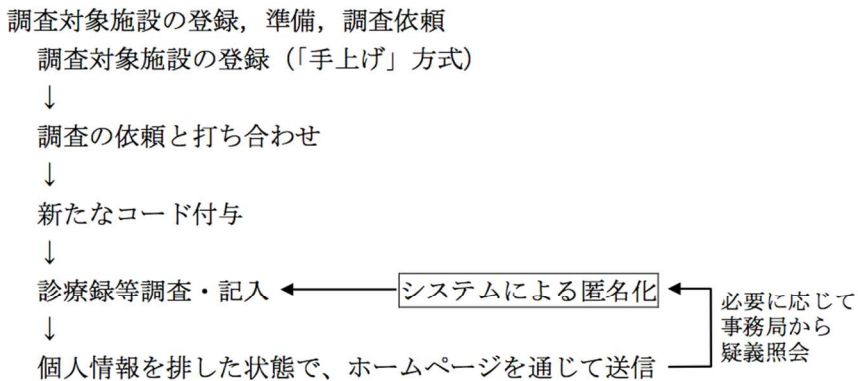 調査対象施設の登録，準備，調査依頼
調査対象施設の登録（「手上げ」方式）
↓
調査の依頼と打ち合わせ
↓
新たなコード付与
↓
診療録等調査・記入
システムによる匿名化
↓
個人情報を排した状態で、ホームページを通じて送信
必要に応じて
事務局から
疑義照会